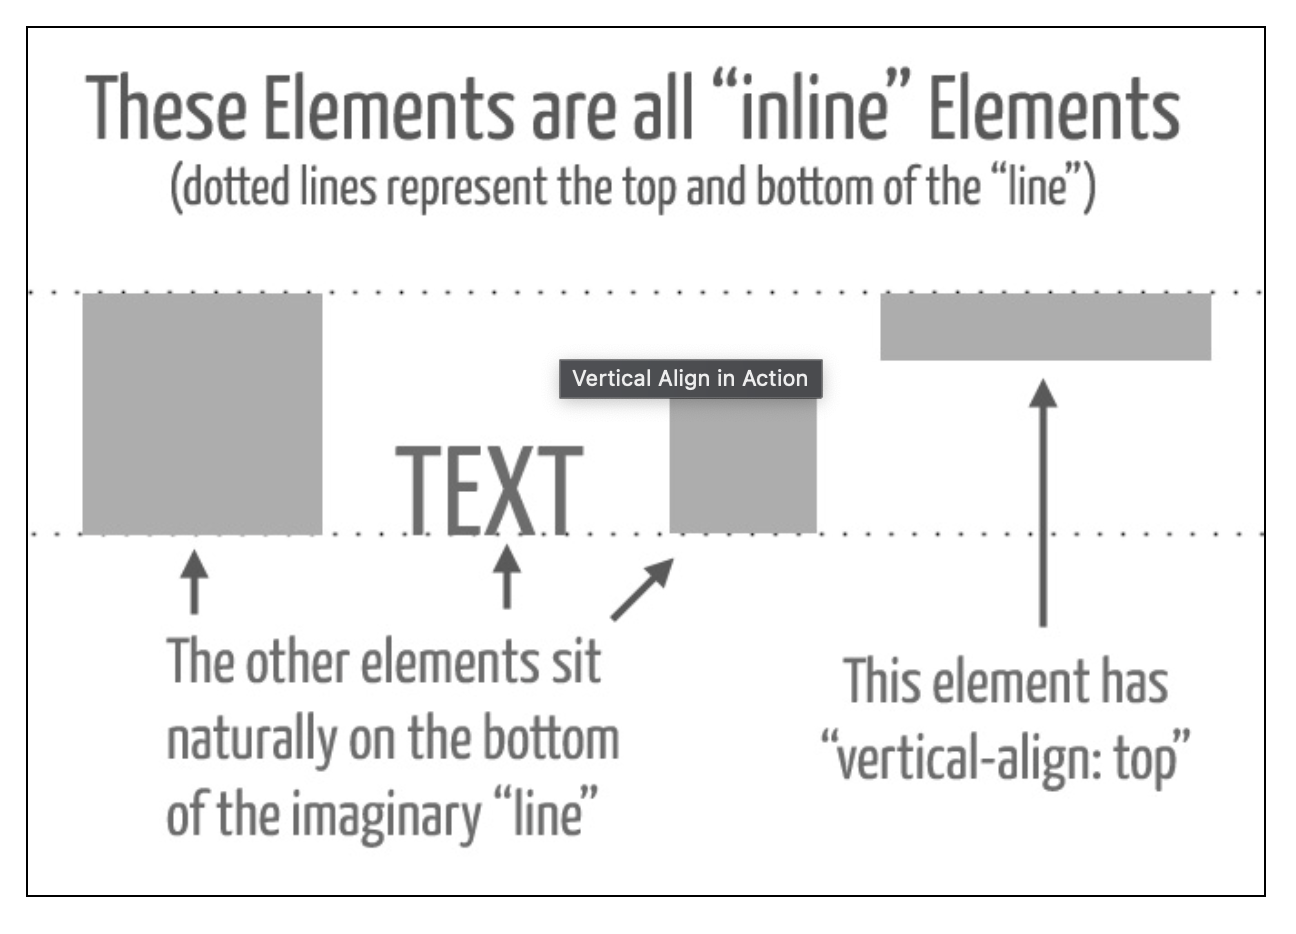 These Elements are all “inline” Elements
(dotted lines represent the top and bottom of the “line”)
Vertical Align in Action
TEXT
The other elements sit
naturally on the bottom
of the imaginary “line”
This element has
“vertical-align: top”